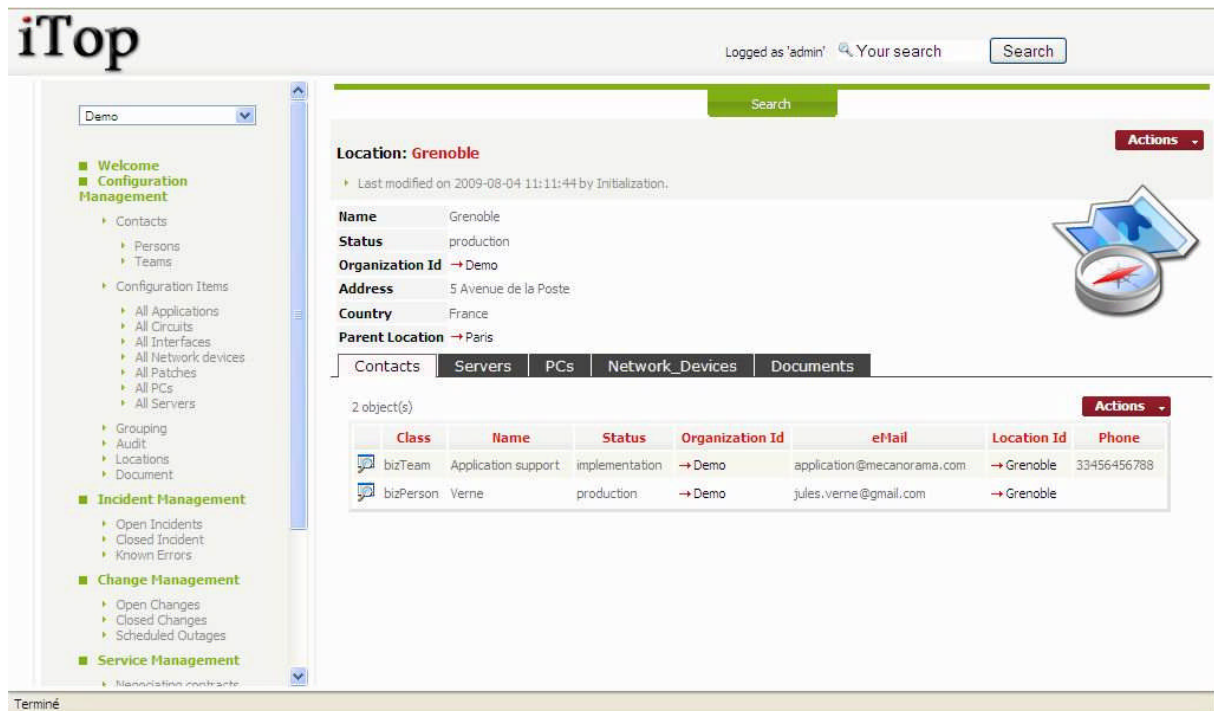 iTop
Logged as 'admin' Your search Search
Demo
Welcome
Configuration
Management
Contacts
Persons
Teams
Configuration Items
All Applications
All Circuits
All Interfaces
All Network devices
All Patches
All PCs
All Servers
Grouping
Audit
Locations
Document
Incident Management
Open Incidents
Closed Incident
Known Errors
Change Management
Open Changes
Closed Changes
Scheduled Outages
Service Management
Negociating contracts
Search
Actions
Location: Grenoble
Last modified on 2009-08-04 11:11:44 by Initialization.
Name Grenoble
Status production
Organization Id → Demo
Address 5 Avenue de la Poste
Country France
Parent Location → Paris
Contacts Servers PCs Network_Devices Documents
2 object(s) Actions
Class Name Status Organization Id eMail Location Id Phone
bizTeam Application support implementation → Demo application@mecanorama.com → Grenoble 33456456788
bizPerson Verne production → Demo jules.verne@gmail.com → Grenoble
Terminé